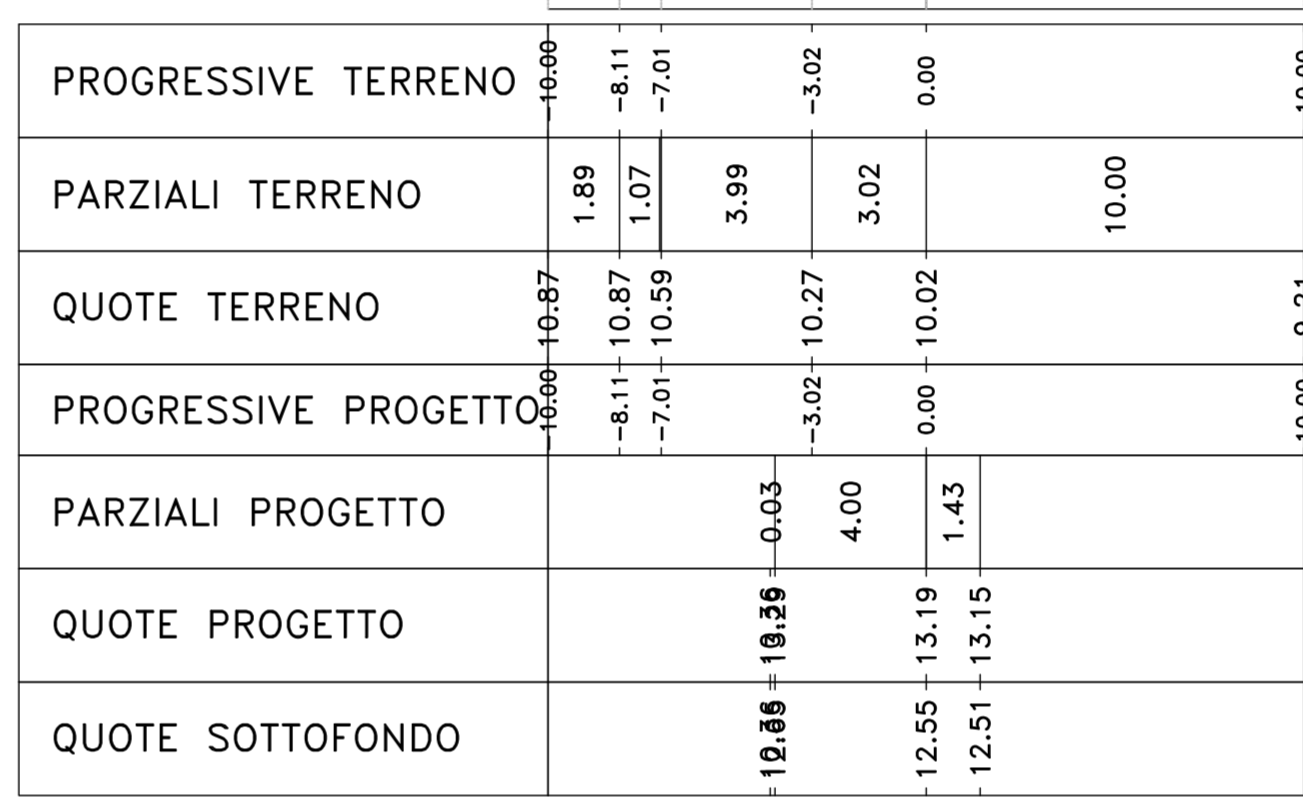 PROGRESSIVE TERRENO -10.00 -8.11 -7.01 -3.02 0.00
PARZIALI TERRENO 1.89 1.07 3.99 3.02 10.00
QUOTE TERRENO 10.87 10.87 10.59 10.27 10.02
PROGRESSIVE PROGETTO -10.00 -8.11 -7.01 -3.02 0.00
PARZIALI PROGETTO 0.03 4.00 1.43
QUOTE PROGETTO 13.19 13.15
QUOTE SOTTOFONDO 12.55 12.51